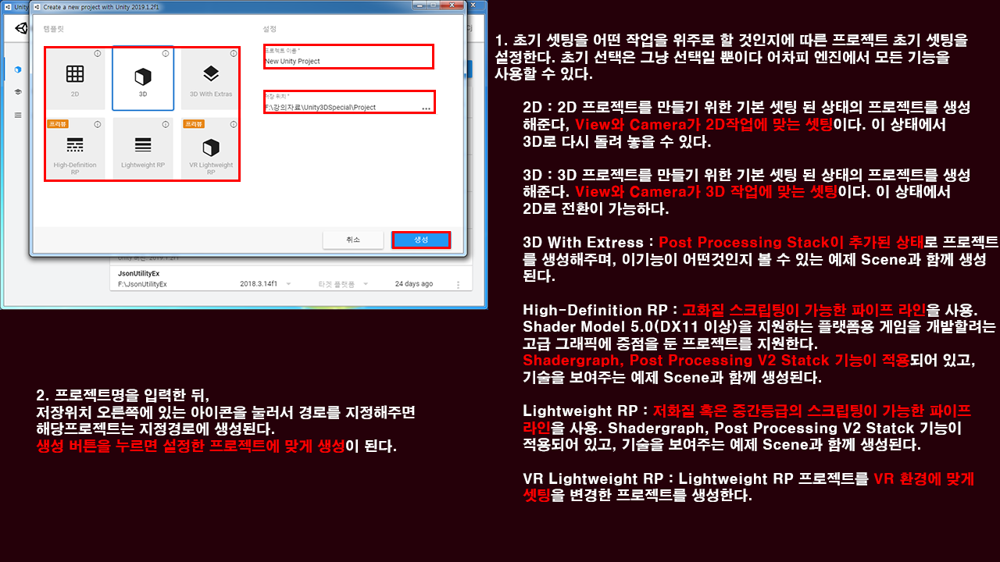 Unity
Create a new project with Unity 2019.1.2f1
템플릿
설정
2D
3D
3D With Extras
프리뷰
High-Definition
RP
Lightweight RP
프리뷰
VR Lightweight
RP
프로젝트 이름 *
New Unity Project
저장 위치 *
F:\강의자료\Unity3DSpecial\Project
...
취소
생성
JsonUtilityEx
F:\JsonUtilityEx
2018.3.14f1
타겟 플랫폼
24 days ago
1. 초기 셋팅을 어떤 작업을 위주로 할 것인지에 따른 프로젝트 초기 셋팅을
설정한다. 초기 선택은 그냥 선택일 뿐이다 어차피 엔진에서 모든 기능을
사용할 수 있다.
2D : 2D 프로젝트를 만들기 위한 기본 셋팅 된 상태의 프로젝트를 생성
해준다, View와 Camera가 2D작업에 맞는 셋팅이다. 이 상태에서
3D로 다시 돌려 놓을 수 있다.
3D : 3D 프로젝트를 만들기 위한 기본 셋팅 된 상태의 프로젝트를 생성
해준다. View와 Camera가 3D 작업에 맞는 셋팅이다. 이 상태에서
2D로 전환이 가능하다.
3D With Extress : Post Processing Stack이 추가된 상태로 프로젝트
를 생성해주며, 이기능이 어떤것인지 볼 수 있는 예제 Scene과 함께 생성
된다.
High-Definition RP : 고화질 스크립팅이 가능한 파이프 라인을 사용.
Shader Model 5.0(DX11 이상)을 지원하는 플랫폼용 게임을 개발할려는
고급 그래픽에 중점을 둔 프로젝트를 지원한다.
Shadergraph, Post Processing V2 Statck 기능이 적용되어 있고,
기술을 보여주는 예제 Scene과 함께 생성된다.
Lightweight RP : 저화질 혹은 중간등급의 스크립팅이 가능한 파이프
라인을 사용. Shadergraph, Post Processing V2 Statck 기능이
적용되어 있고, 기술을 보여주는 예제 Scene과 함께 생성된다.
VR Lightweight RP : Lightweight RP 프로젝트를 VR 환경에 맞게
셋팅을 변경한 프로젝트를 생성한다.
2. 프로젝트명을 입력한 뒤,
저장위치 오른쪽에 있는 아이콘을 눌러서 경로를 지정해주면
해당프로젝트는 지정경로에 생성된다.
생성 버튼을 누르면 설정한 프로젝트에 맞게 생성이 된다.